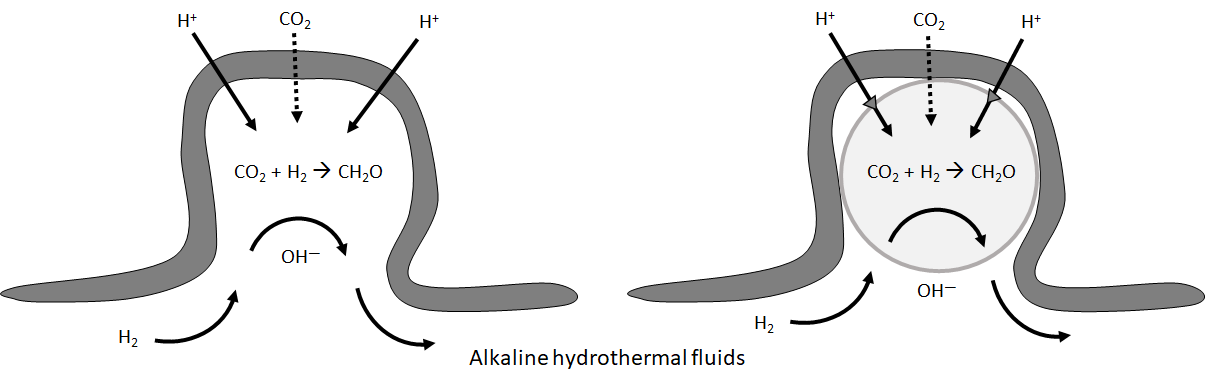 H⁺ CO₂ H⁺
CO₂ + H₂ → CH₂O
OH⁻
H₂
H⁺ CO₂ H⁺
CO₂ + H₂ → CH₂O
OH⁻
H₂
Alkaline hydrothermal fluids